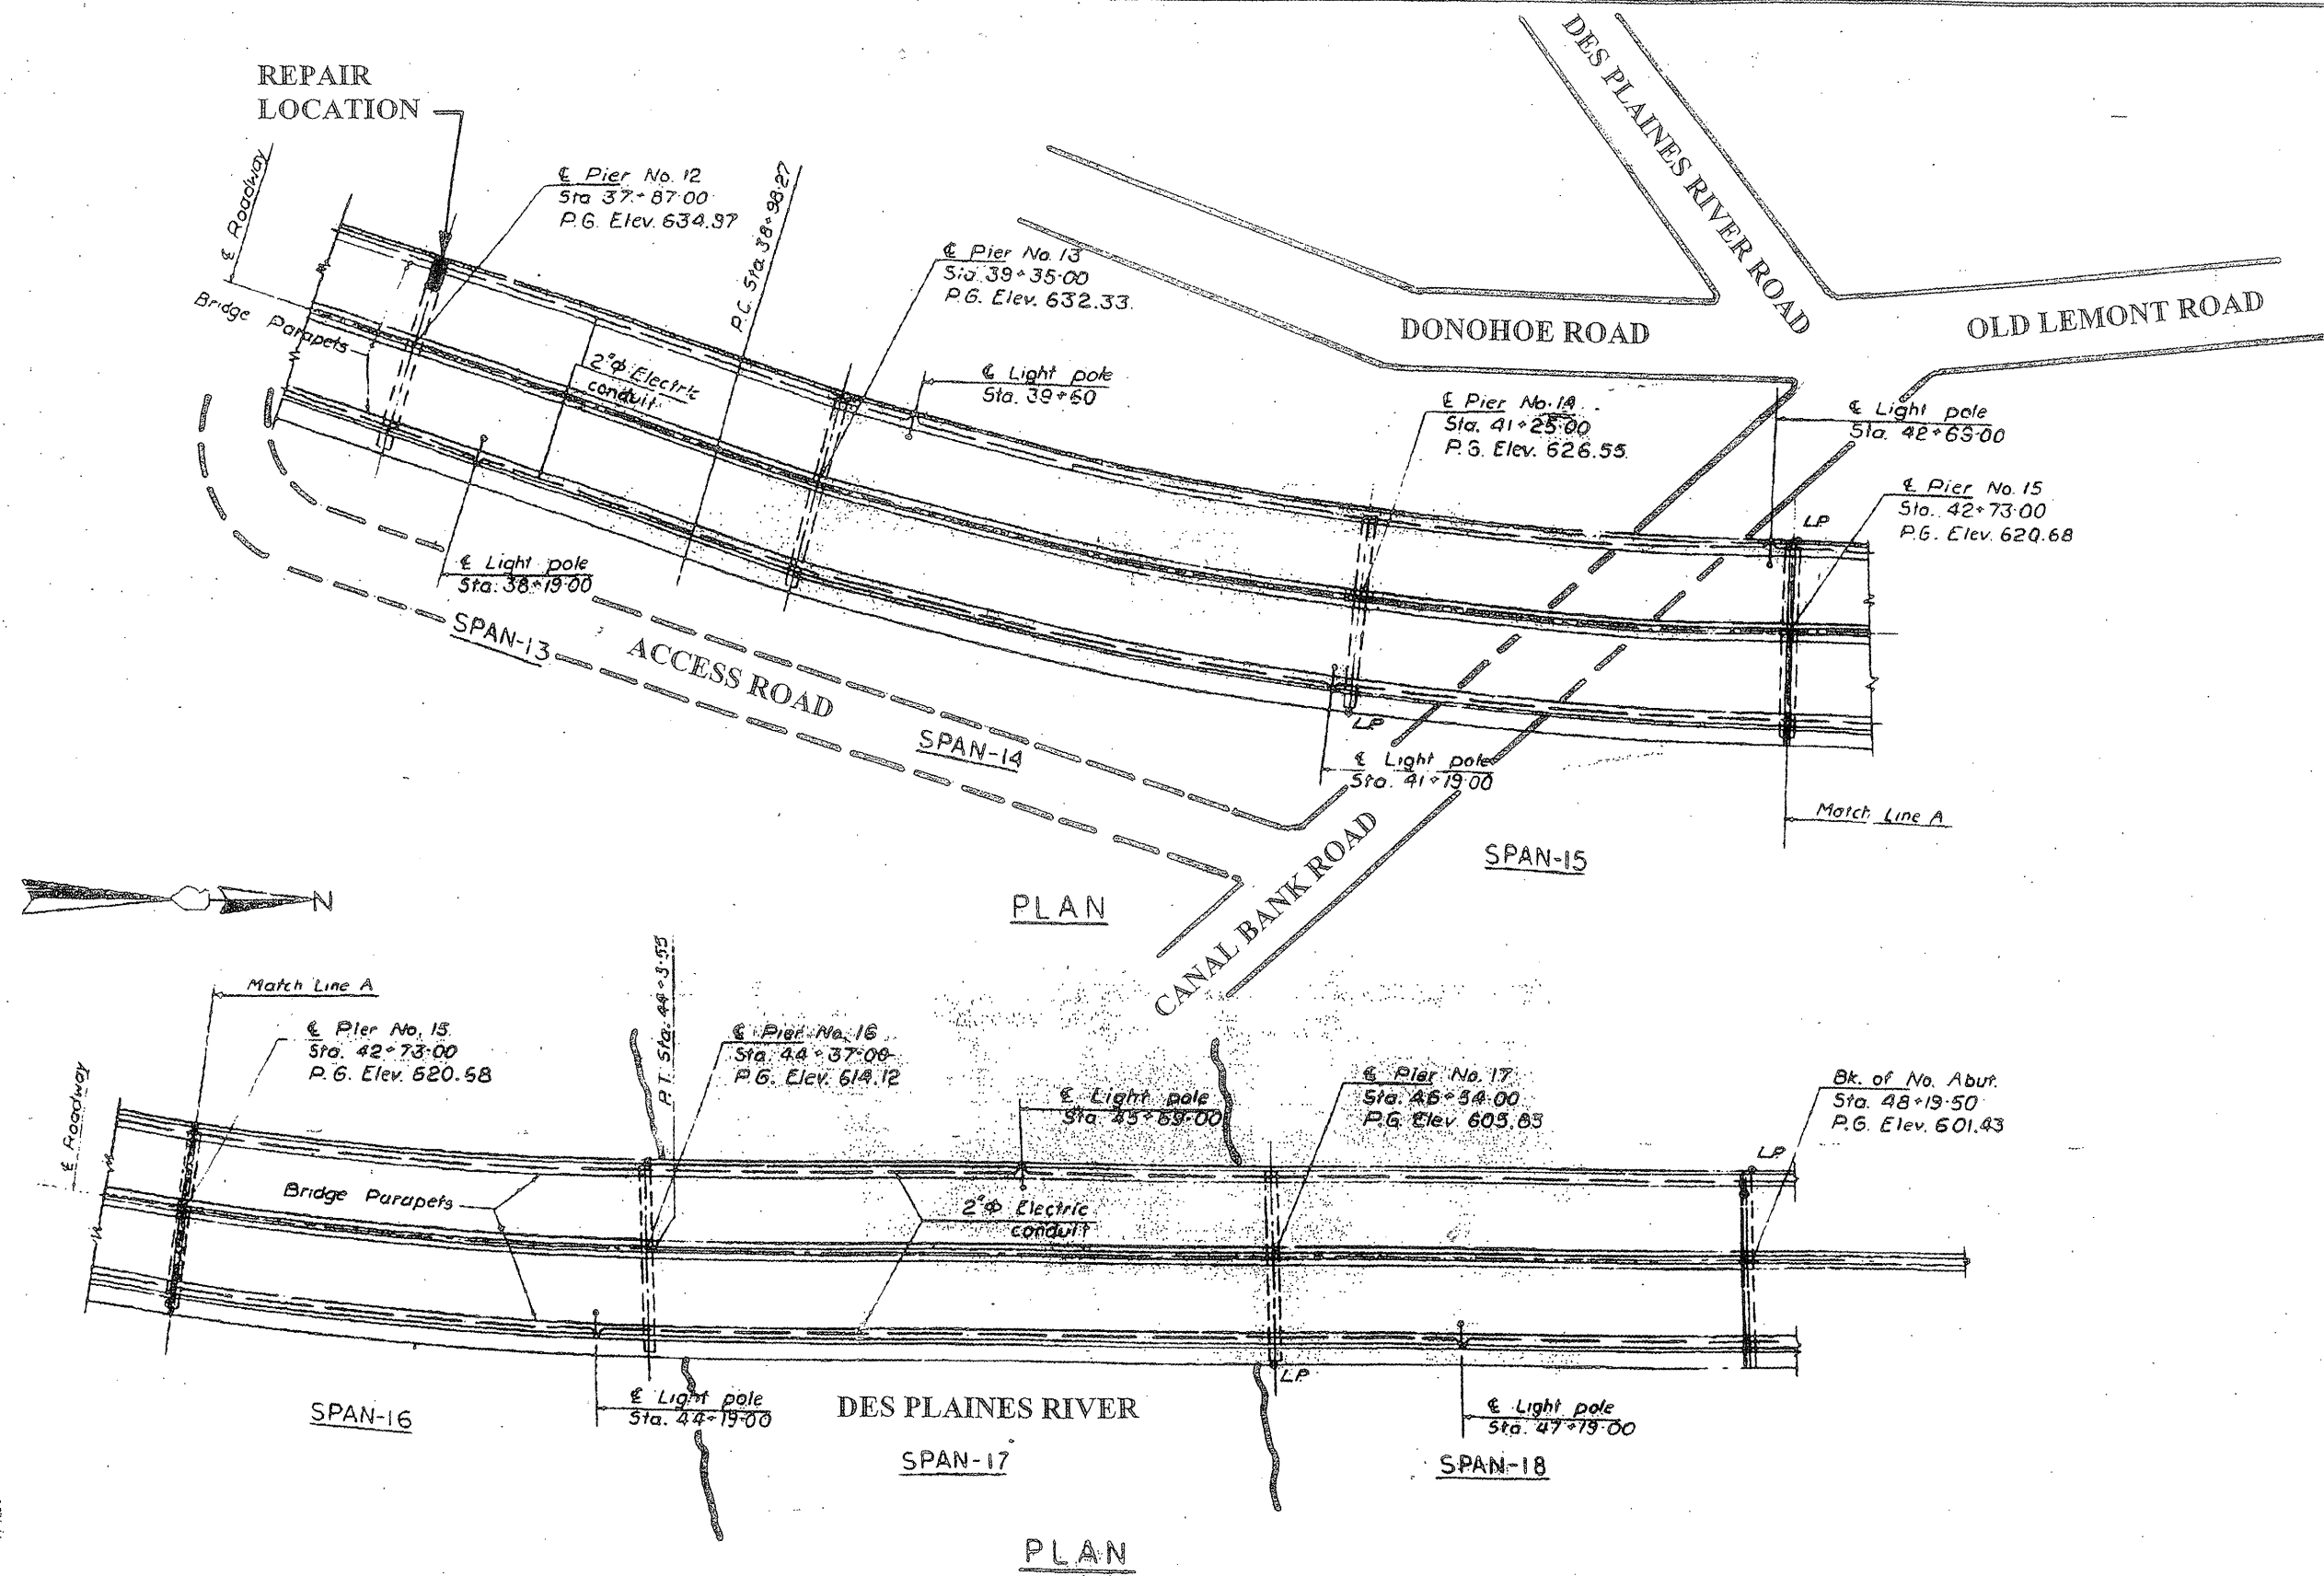 REPAIR
LOCATION
DES PLAINES RIVER ROAD
℄ Roadway
℄ Pier No. 12
Sta 37+87.00
P.G. Elev. 634.97
P.C. Sta. 38+98.27
℄ Pier No. 13
Sta 39+35.00
P.G. Elev. 632.33
Bridge Parapets
2"ϕ Electric
conduit
℄ Light pole
Sta. 39+60
DONOHOE ROAD
OLD LEMONT ROAD
℄ Pier No. 14
Sta. 41+25.00
P.G. Elev. 626.55
℄ Light pole
Sta. 42+69.00
℄ Pier No. 15
Sta. 42+73.00
P.G. Elev. 620.68
L.P.
℄ Light pole
Sta. 38+19.00
SPAN-13
ACCESS ROAD
SPAN-14
L.P.
℄ Light pole
Sta. 41+19.00
Match Line A
SPAN-15
CANAL BANK ROAD
N
PLAN
Match Line A
℄ Roadway
℄ Pier No. 15
Sta. 42+73.00
P.G. Elev. 620.68
P.T. Sta. 44+
℄ Pier No. 16
Sta 44+37.00
P.G. Elev. 614.12
℄ Light pole
Sta 45+69.00
℄ Pier No. 17
Sta. 46+54.00
P.G. Elev. 605.83
Bk. of No. Abut.
Sta. 48+19.50
P.G. Elev. 601.43
L.P.
Bridge Parapets
2"ϕ Electric
conduit
L.P.
SPAN-16
℄ Light pole
Sta. 44+19.00
DES PLAINES RIVER
SPAN-17
℄ Light pole
Sta. 47+19.00
SPAN-18
PLAN